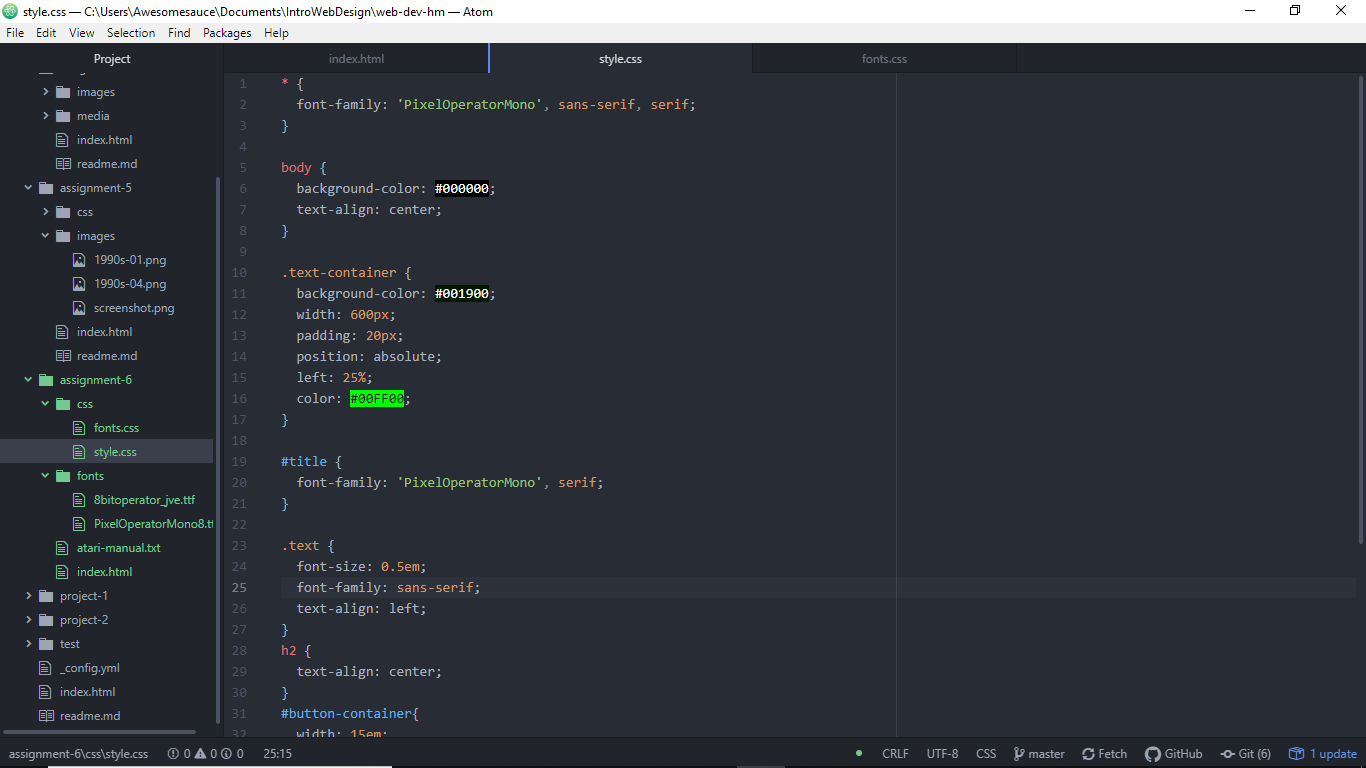 style.css — C:\Users\Awesomesauce\Documents\IntroWebDesign\web-dev-hm — Atom
File Edit View Selection Find Packages Help
Project
images
media
index.html
readme.md
assignment-5
css
images
1990s-01.png
1990s-04.png
screenshot.png
index.html
readme.md
assignment-6
css
fonts.css
style.css
fonts
8bitoperator_jve.ttf
PixelOperatorMono8.tt
atari-manual.txt
index.html
project-1
project-2
test
_config.yml
index.html
readme.md
index.html style.css fonts.css
1 * {
2 font-family: 'PixelOperatorMono', sans-serif, serif;
3 }
4
5 body {
6 background-color: #000000;
7 text-align: center;
8 }
9
10 .text-container {
11 background-color: #001900;
12 width: 600px;
13 padding: 20px;
14 position: absolute;
15 left: 25%;
16 color: #00FF00;
17 }
18
19 #title {
20 font-family: 'PixelOperatorMono', serif;
21 }
22
23 .text {
24 font-size: 0.5em;
25 font-family: sans-serif;
26 text-align: left;
27 }
28 h2 {
29 text-align: center;
30 }
31 #button-container{
32 width: 15em;
assignment-6\css\style.css 0 0 0 25:15 CRLF UTF-8 CSS master Fetch GitHub Git (6) 1 update